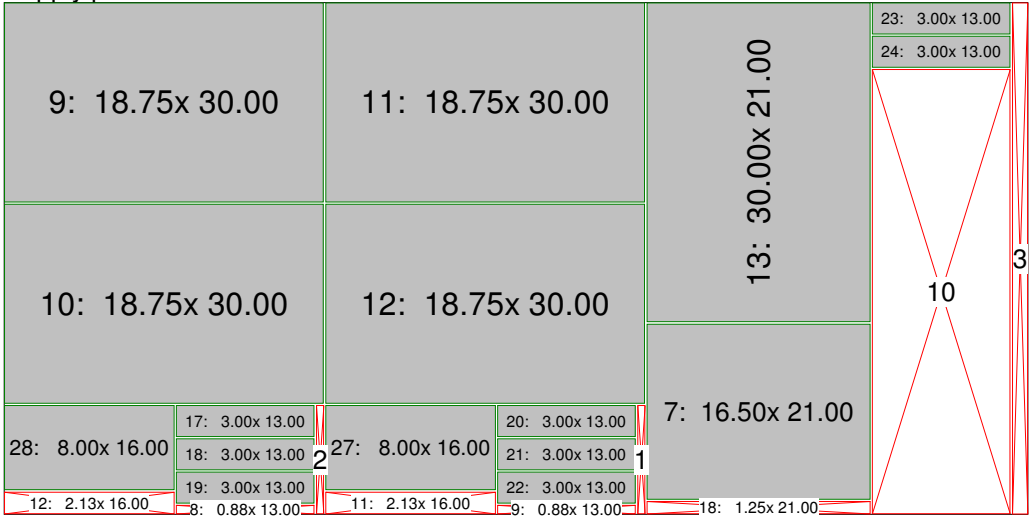 23: 3.00x 13.00
24: 3.00x 13.00
9: 18.75x 30.00
11: 18.75x 30.00
13: 30.00x 21.00
3
10
10: 18.75x 30.00
12: 18.75x 30.00
7: 16.50x 21.00
28: 8.00x 16.00
17: 3.00x 13.00
18: 3.00x 13.00
19: 3.00x 13.00
2
27: 8.00x 16.00
20: 3.00x 13.00
21: 3.00x 13.00
22: 3.00x 13.00
1
12: 2.13x 16.00
8: 0.88x 13.00
11: 2.13x 16.00
9: 0.88x 13.00
18: 1.25x 21.00